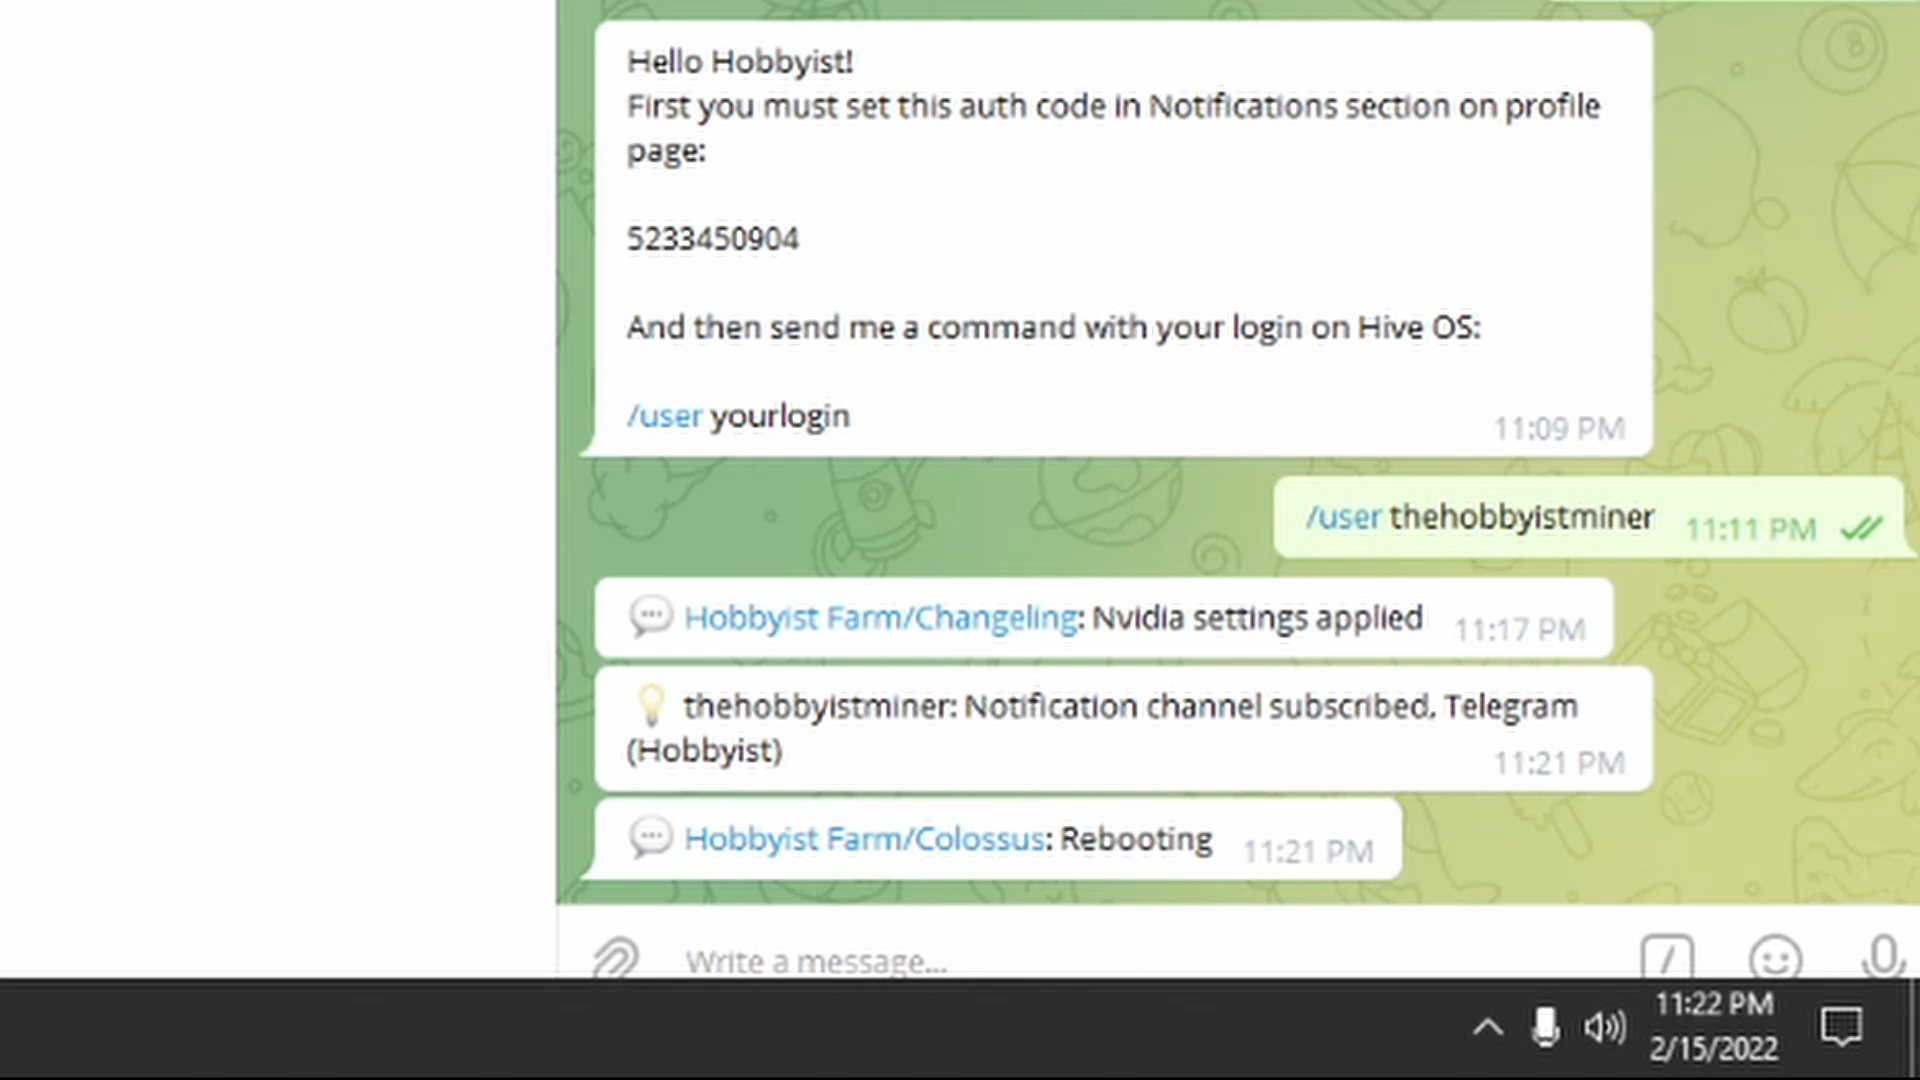 Hello Hobbyist!
First you must set this auth code in Notifications section on profile
page:
5233450904
And then send me a command with your login on Hive OS:
/user yourlogin
11:09 PM
/user thehobbyistminer 11:11 PM
Hobbyist Farm/Changeling: Nvidia settings applied 11:17 PM
thehobbyistminer: Notification channel subscribed. Telegram
(Hobbyist) 11:21 PM
Hobbyist Farm/Colossus: Rebooting 11:21 PM
Write a message...
11:22 PM
2/15/2022